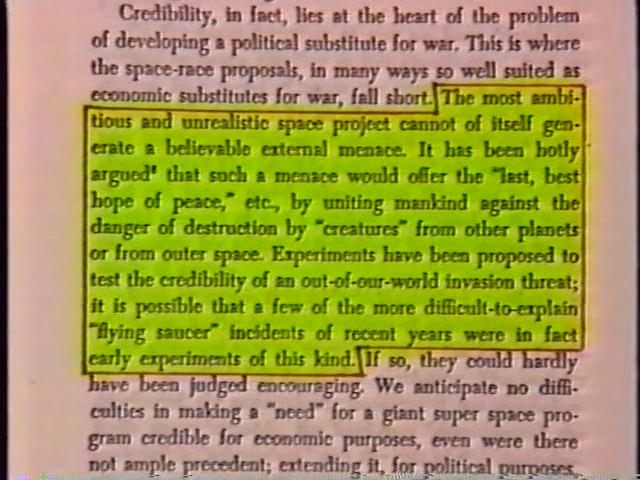 Credibility, in fact, lies at the heart of the problem
of developing a political substitute for war. This is where
the space-race proposals, in many ways so well suited as
economic substitutes for war, fall short. The most ambi-
tious and unrealistic space project cannot of itself gen-
erate a believable external menace. It has been hotly
argued¹ that such a menace would offer the "last, best
hope of peace," etc., by uniting mankind against the
danger of destruction by "creatures" from other planets
or from outer space. Experiments have been proposed to
test the credibility of an out-of-our-world invasion threat;
it is possible that a few of the more difficult-to-explain
"flying saucer" incidents of recent years were in fact
early experiments of this kind. If so, they could hardly
have been judged encouraging. We anticipate no diffi-
culties in making a "need" for a giant super space pro-
gram credible for economic purposes, even were there
not ample precedent; extending it, for political purposes,